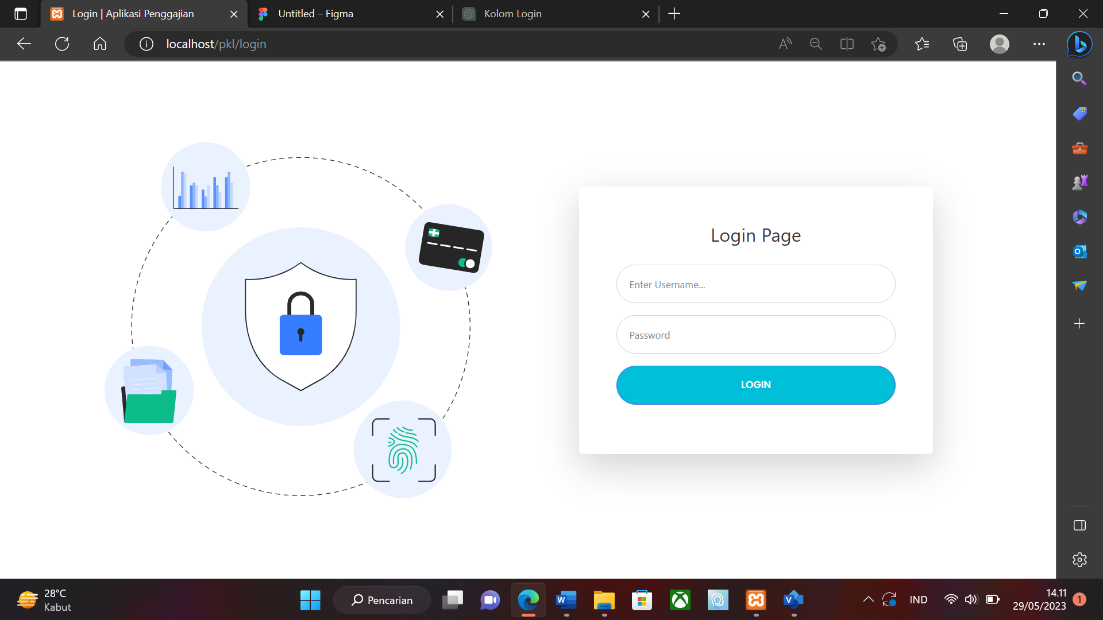 Login | Aplikasi Penggajian
Untitled – Figma
Kolom Login
localhost/pkl/login
Login Page
Enter Username...
Password
LOGIN
28°C
Kabut
Pencarian
IND
14.11
29/05/2023
1